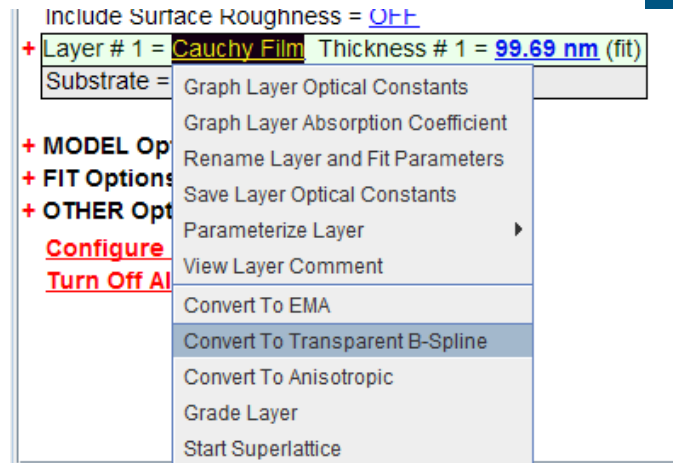 Include Surface Roughness = OFF
+ Layer # 1 = Cauchy Film Thickness # 1 = 99.69 nm (fit)
Substrate =
Graph Layer Optical Constants
Graph Layer Absorption Coefficient
+ MODEL Op
Rename Layer and Fit Parameters
+ FIT Options
Save Layer Optical Constants
+ OTHER Opt
Parameterize Layer
Configure
View Layer Comment
Turn Off Al
Convert To EMA
Convert To Transparent B-Spline
Convert To Anisotropic
Grade Layer
Start Superlattice